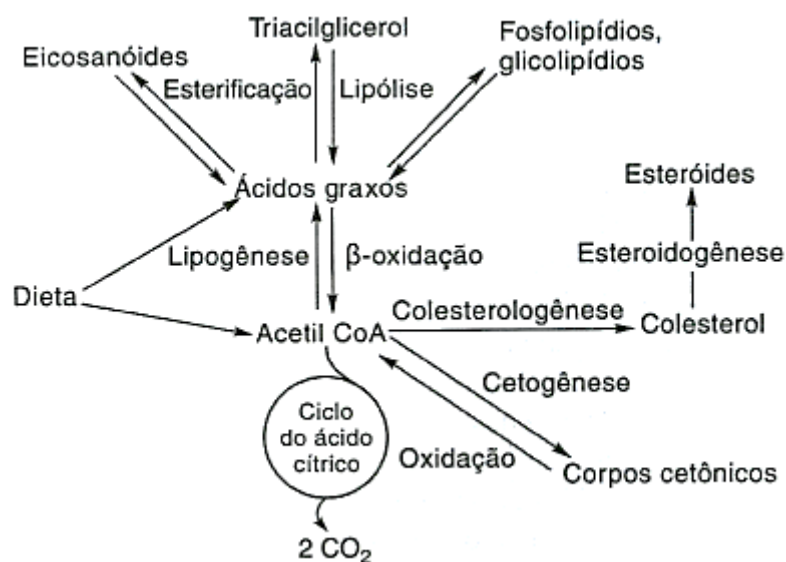 Triacilglicerol
Fosfolipídios,
glicolipídios
Eicosanóides
Esterificação
Lipólise
Ácidos graxos
Esteróides
Lipogênese
β-oxidação
Esteroidogênese
Dieta
Acetil CoA
Colesterologênese
Colesterol
Cetogênese
Ciclo
do ácido
cítrico
Oxidação
Corpos cetônicos
2 CO₂